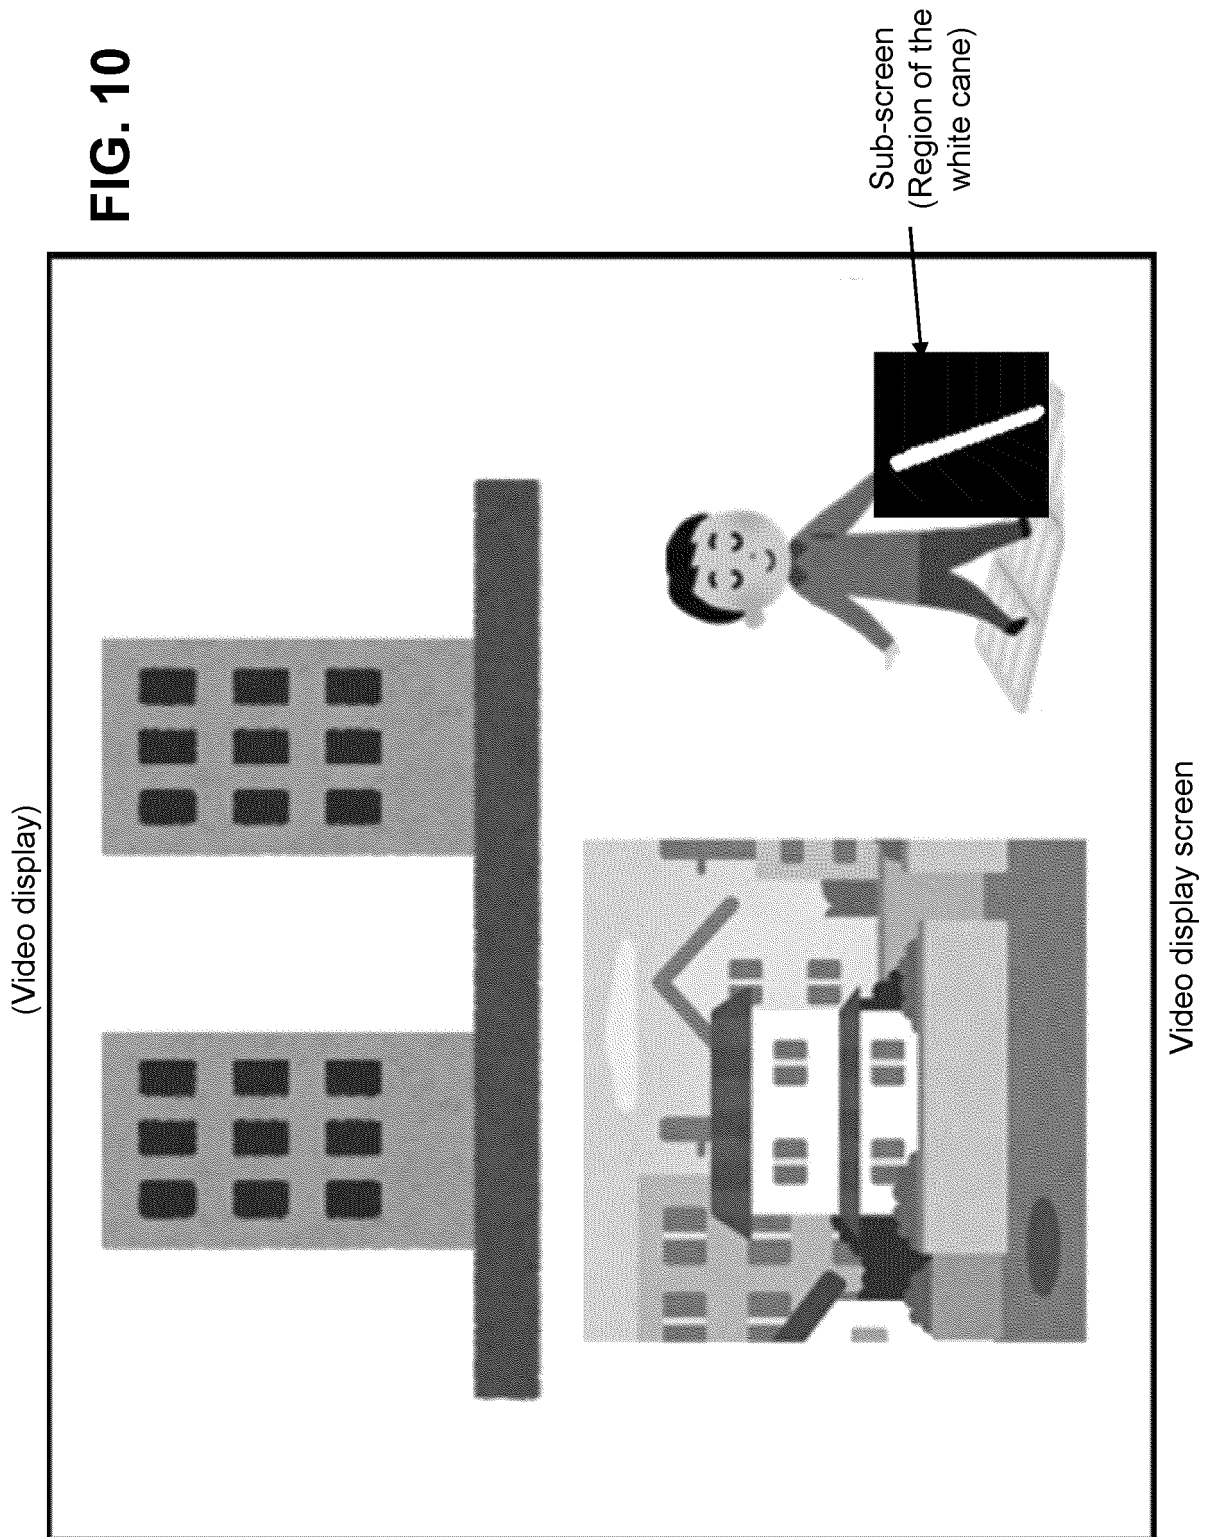 FIG. 10
(Video display)
Sub-screen
(Region of the
white cane)
Video display screen